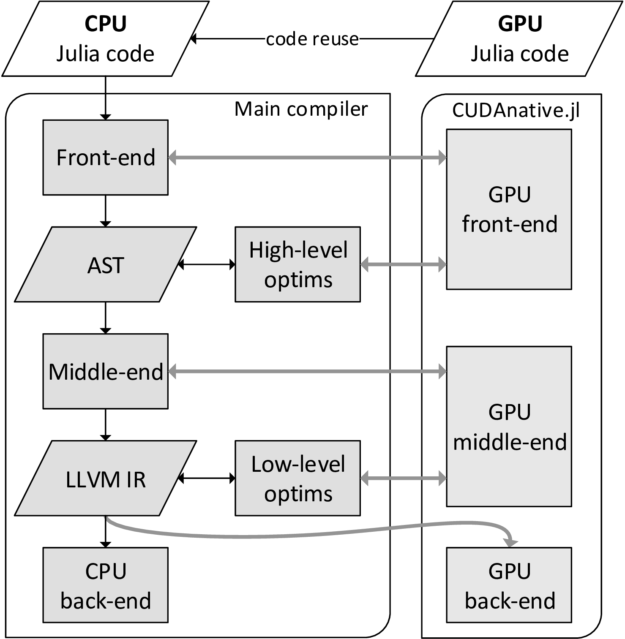 CPU
Julia code
code reuse
GPU
Julia code
Main compiler
CUDAnative.jl
Front-end
GPU
front-end
AST
High-level
optims
Middle-end
GPU
middle-end
LLVM IR
Low-level
optims
CPU
back-end
GPU
back-end